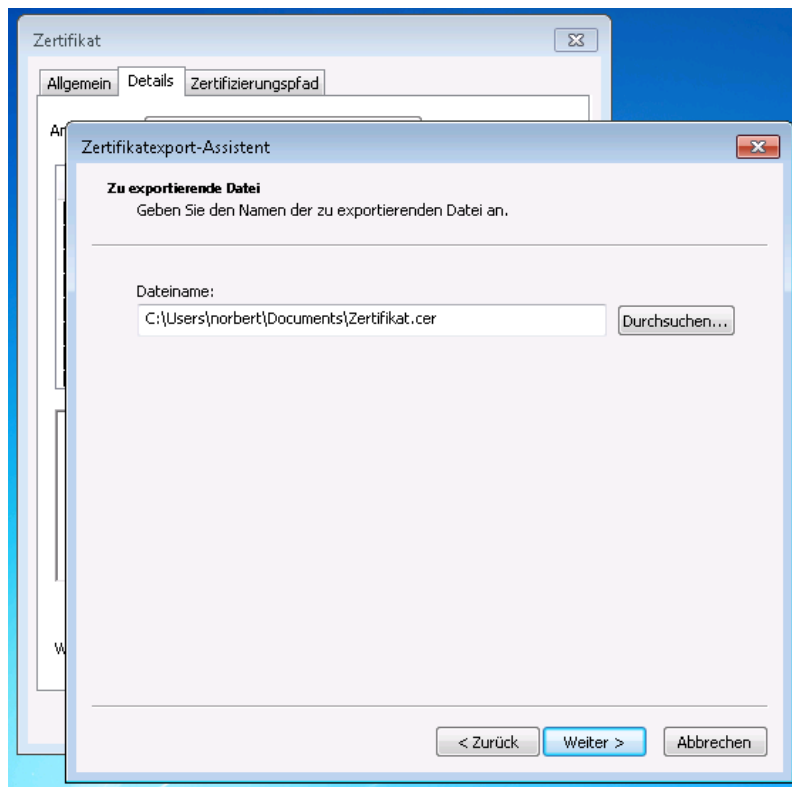 Zertifikat
Allgemein Details Zertifizierungspfad
Zertifikatexport-Assistent
Zu exportierende Datei
Geben Sie den Namen der zu exportierenden Datei an.
Dateiname:
C:\Users\norbert\Documents\Zertifikat.cer
Durchsuchen...
< Zurück Weiter > Abbrechen